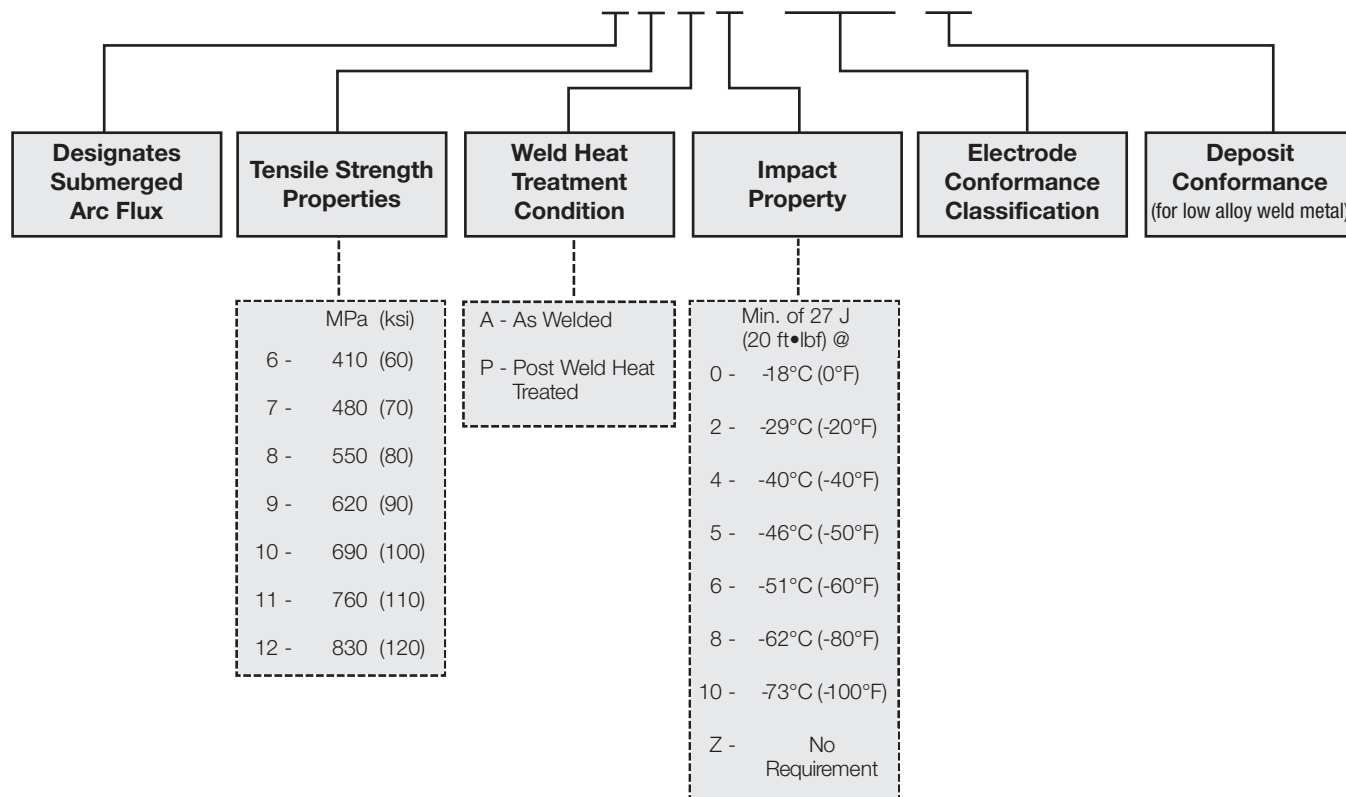 Designates
Submerged
Arc Flux
Tensile Strength
Properties
Weld Heat
Treatment
Condition
Impact
Property
Electrode
Conformance
Classification
Deposit
Conformance
(for low alloy weld metal)
MPa (ksi)
6 - 410 (60)
7 - 480 (70)
8 - 550 (80)
9 - 620 (90)
10 - 690 (100)
11 - 760 (110)
12 - 830 (120)
A - As Welded
P - Post Weld Heat
Treated
Min. of 27 J
(20 ft•lbf) @
0 - -18°C (0°F)
2 - -29°C (-20°F)
4 - -40°C (-40°F)
5 - -46°C (-50°F)
6 - -51°C (-60°F)
8 - -62°C (-80°F)
10 - -73°C (-100°F)
Z - No
Requirement